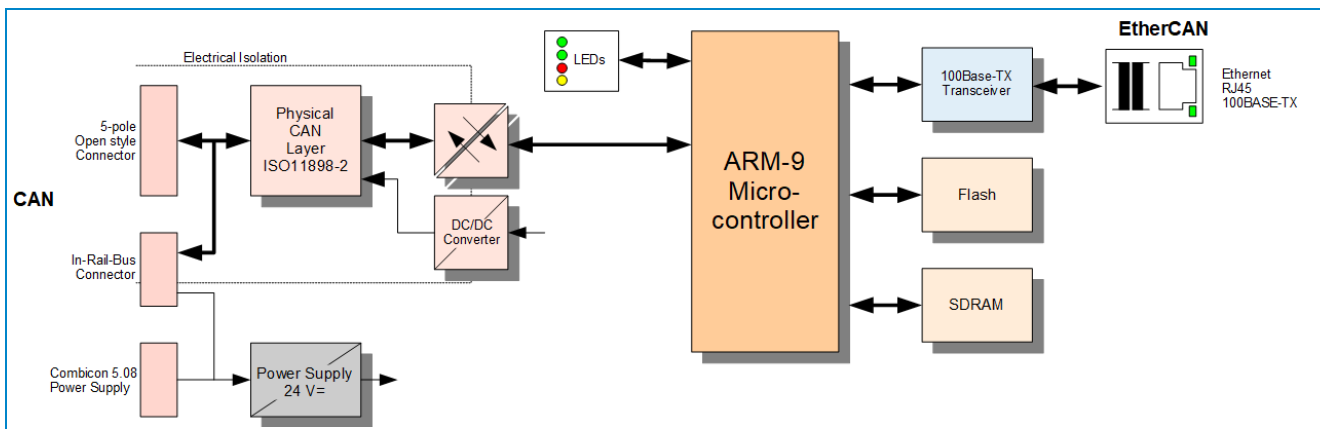 EtherCAN
Electrical Isolation
LEDs
5-pole
Open style
Connector
Physical
CAN
Layer
ISO11898-2
100Base-TX
Transceiver
Ethernet
RJ45
100BASE-TX
ARM-9
Micro-
controller
CAN
Flash
DC/DC
Converter
In-Rail-Bus
Connector
SDRAM
Combicon 5.08
Power Supply
Power Supply
24 V=